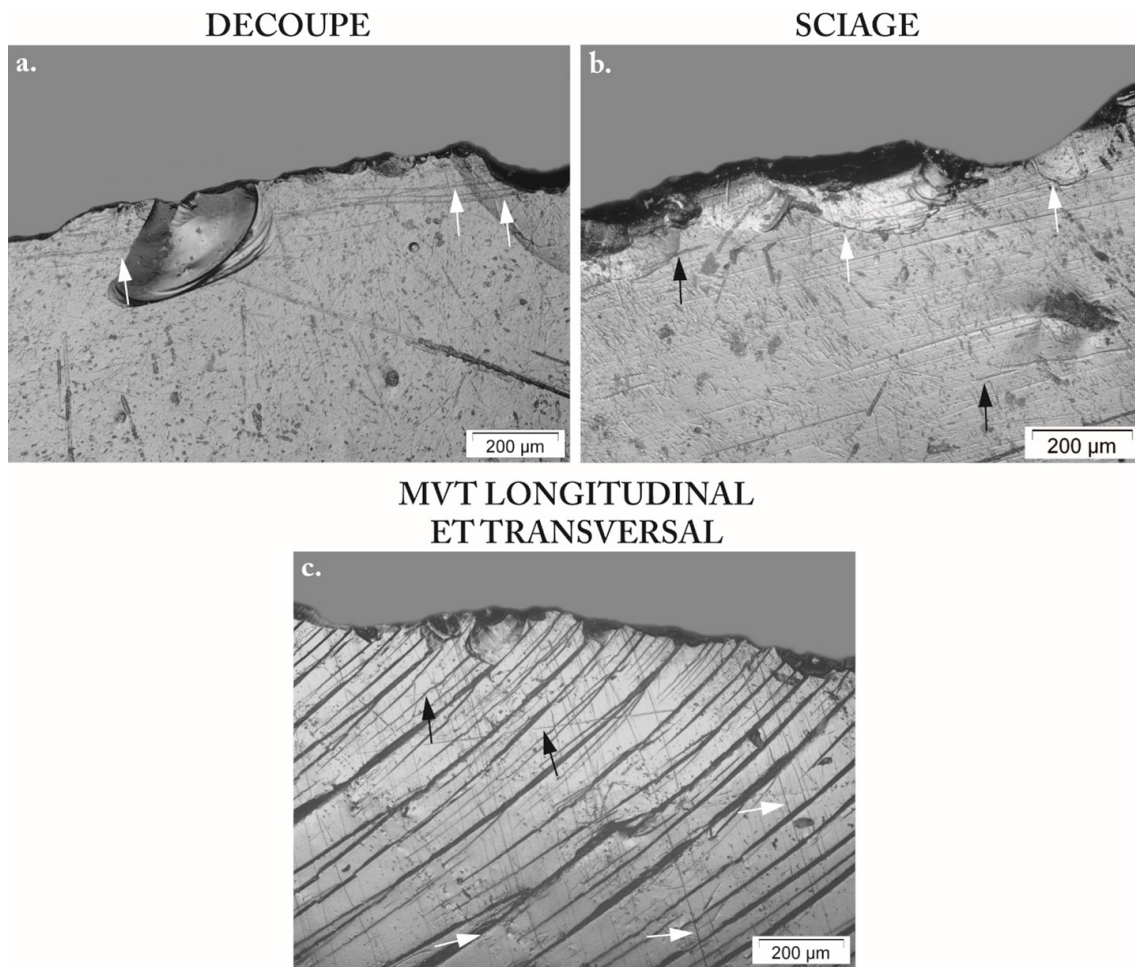 DECOUPE
SCIAGE
a.
b.
200 µm
200 µm
MVT LONGITUDINAL
ET TRANSVERSAL
c.
200 µm